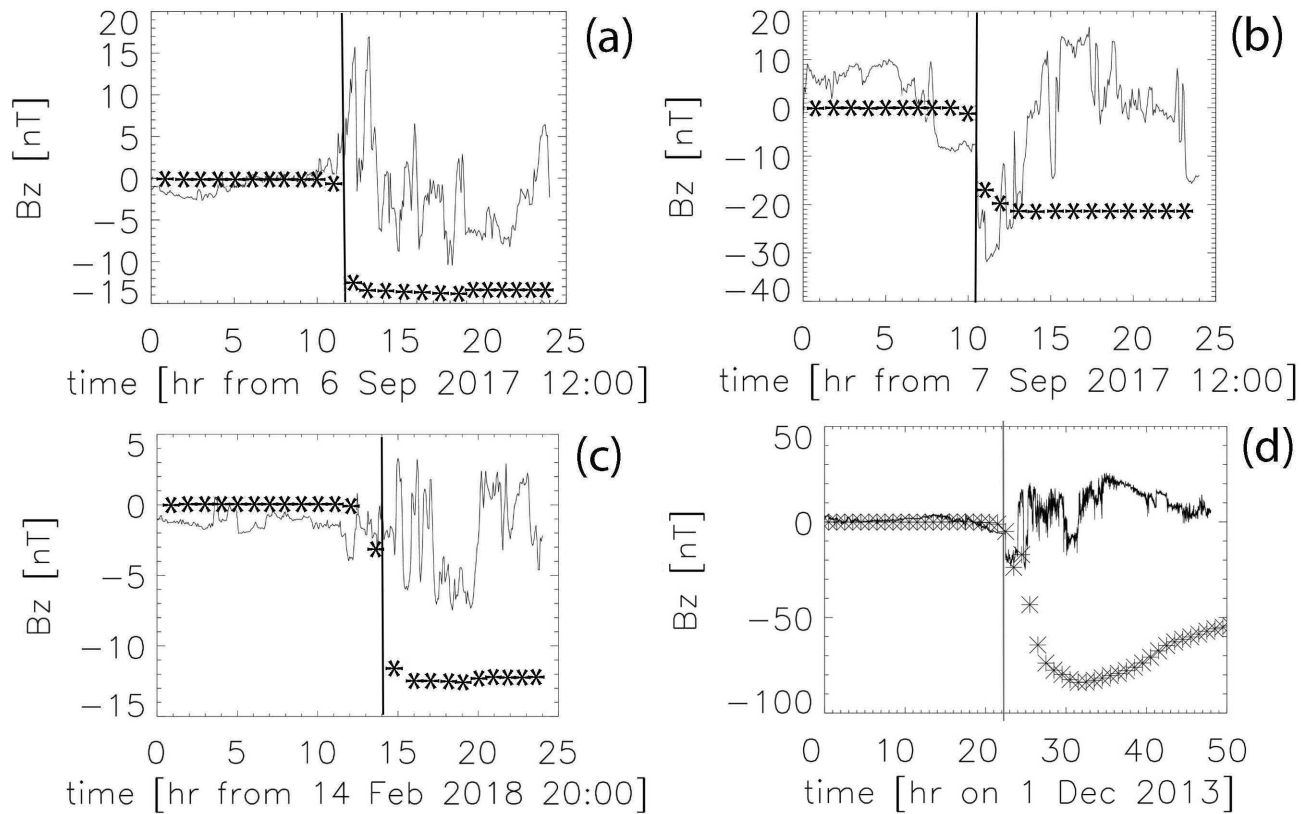 (a)
Bz [nT]
20
15
10
5
0
−5
−10
−15
0 5 10 15 20 25
time [hr from 6 Sep 2017 12:00]
(b)
Bz [nT]
20
10
0
−10
−20
−30
−40
0 5 10 15 20 25
time [hr from 7 Sep 2017 12:00]
(c)
Bz [nT]
5
0
−5
−10
−15
0 5 10 15 20 25
time [hr from 14 Feb 2018 20:00]
(d)
Bz [nT]
50
0
−50
−100
0 10 20 30 40 50
time [hr on 1 Dec 2013]